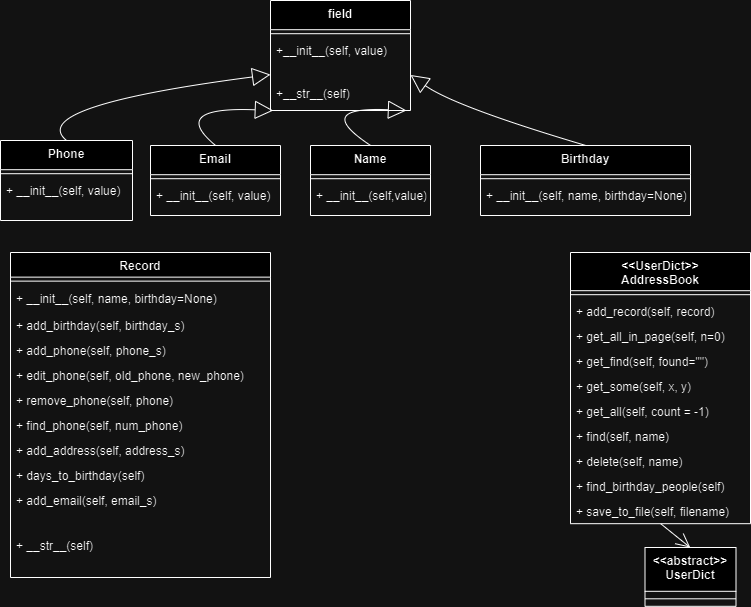 field
+__init__(self, value)
+__str__(self)
Phone
+ __init__(self, value)
Email
+ __init__(self, value)
Name
+ __init__(self,value)
Birthday
+ __init__(self, name, birthday=None)
Record
+ __init__(self, name, birthday=None)
+ add_birthday(self, birthday_s)
+ add_phone(self, phone_s)
+ edit_phone(self, old_phone, new_phone)
+ remove_phone(self, phone)
+ find_phone(self, num_phone)
+ add_address(self, address_s)
+ days_to_birthday(self)
+ add_email(self, email_s)
+ __str__(self)
<<UserDict>>
AddressBook
+ add_record(self, record)
+ get_all_in_page(self, n=0)
+ get_find(self, found="")
+ get_some(self, x, y)
+ get_all(self, count = -1)
+ find(self, name)
+ delete(self, name)
+ find_birthday_people(self)
+ save_to_file(self, filename)
<<abstract>>
UserDict